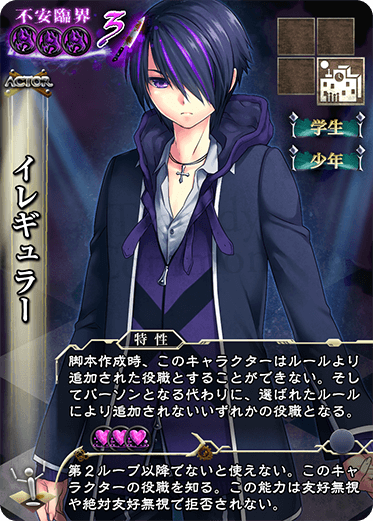 不安臨界
3
ACTOR
学生
少年
イレギュラー
特性
脚本作成時、このキャラクターはルールより
追加された役職とすることができない。そし
てパーソンとなる代わりに、選ばれたルール
により追加されないいずれかの役職となる。
第2ループ以降でないと使えない。このキャ
ラクターの役職を知る。この能力は友好無視
や絶対友好無視で拒否されない。